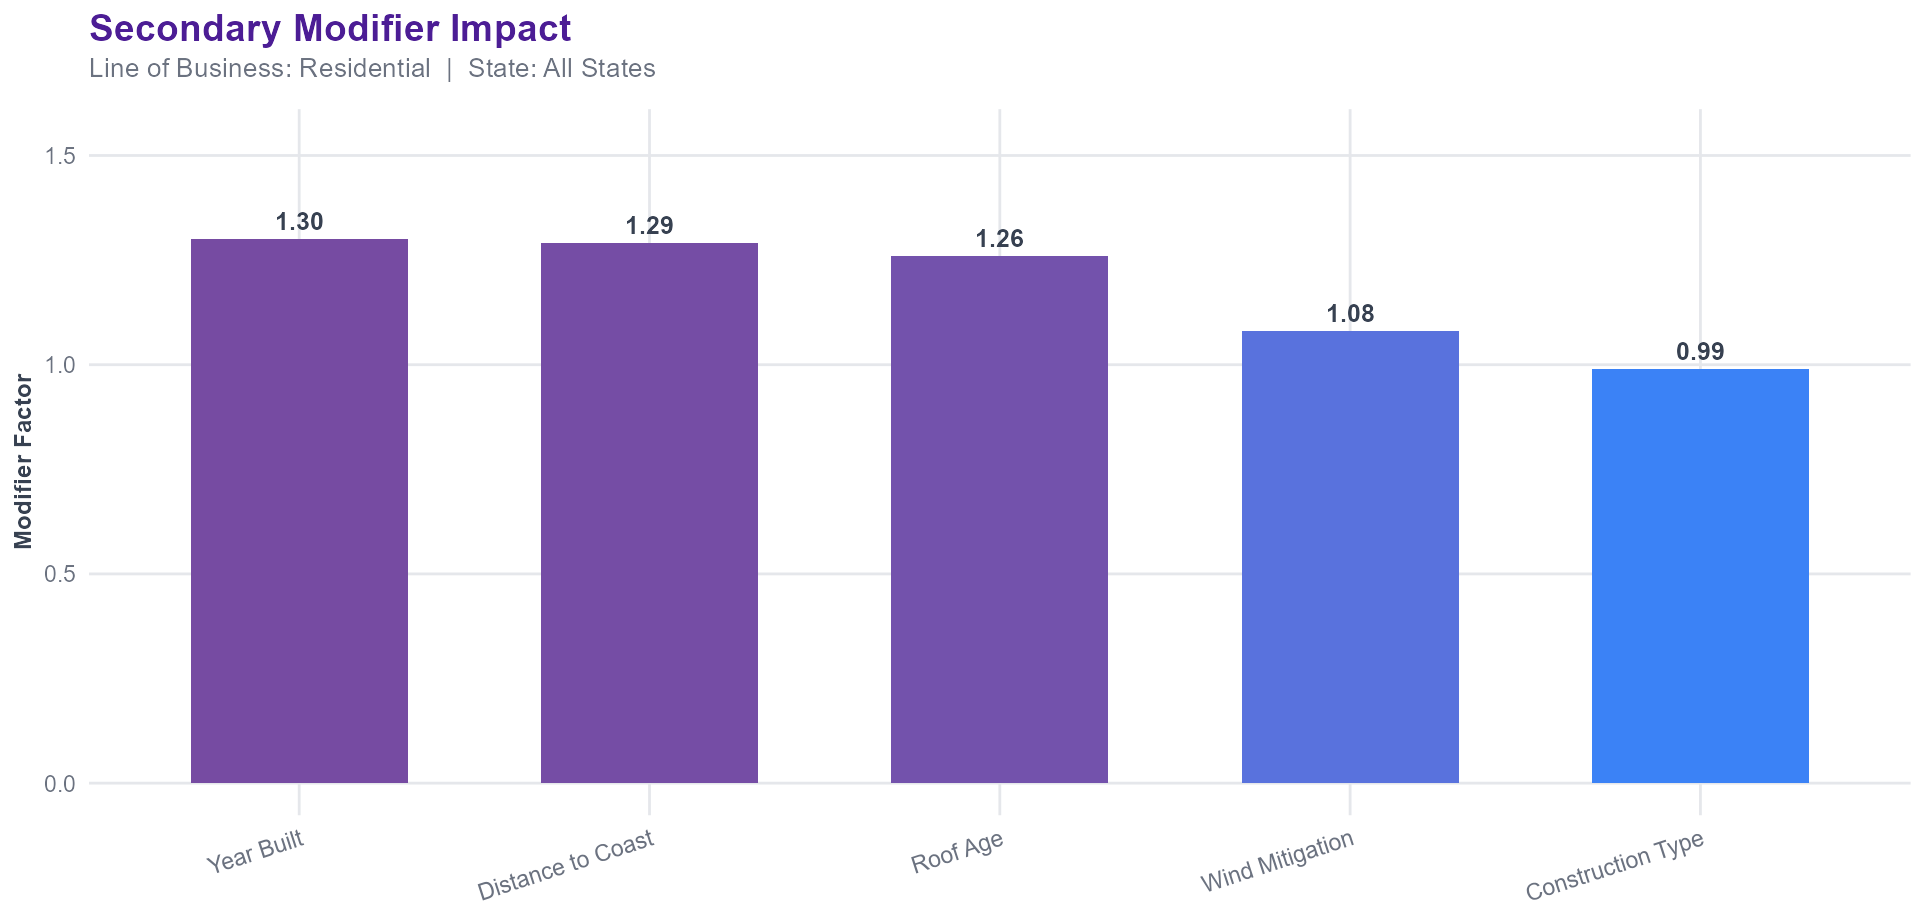 Secondary Modifier Impact
Line of Business: Residential | State: All States
Modifier Factor
1.5
1.0
0.5
0.0
1.30
1.29
1.26
1.08
0.99
Year Built
Distance to Coast
Roof Age
Wind Mitigation
Construction Type